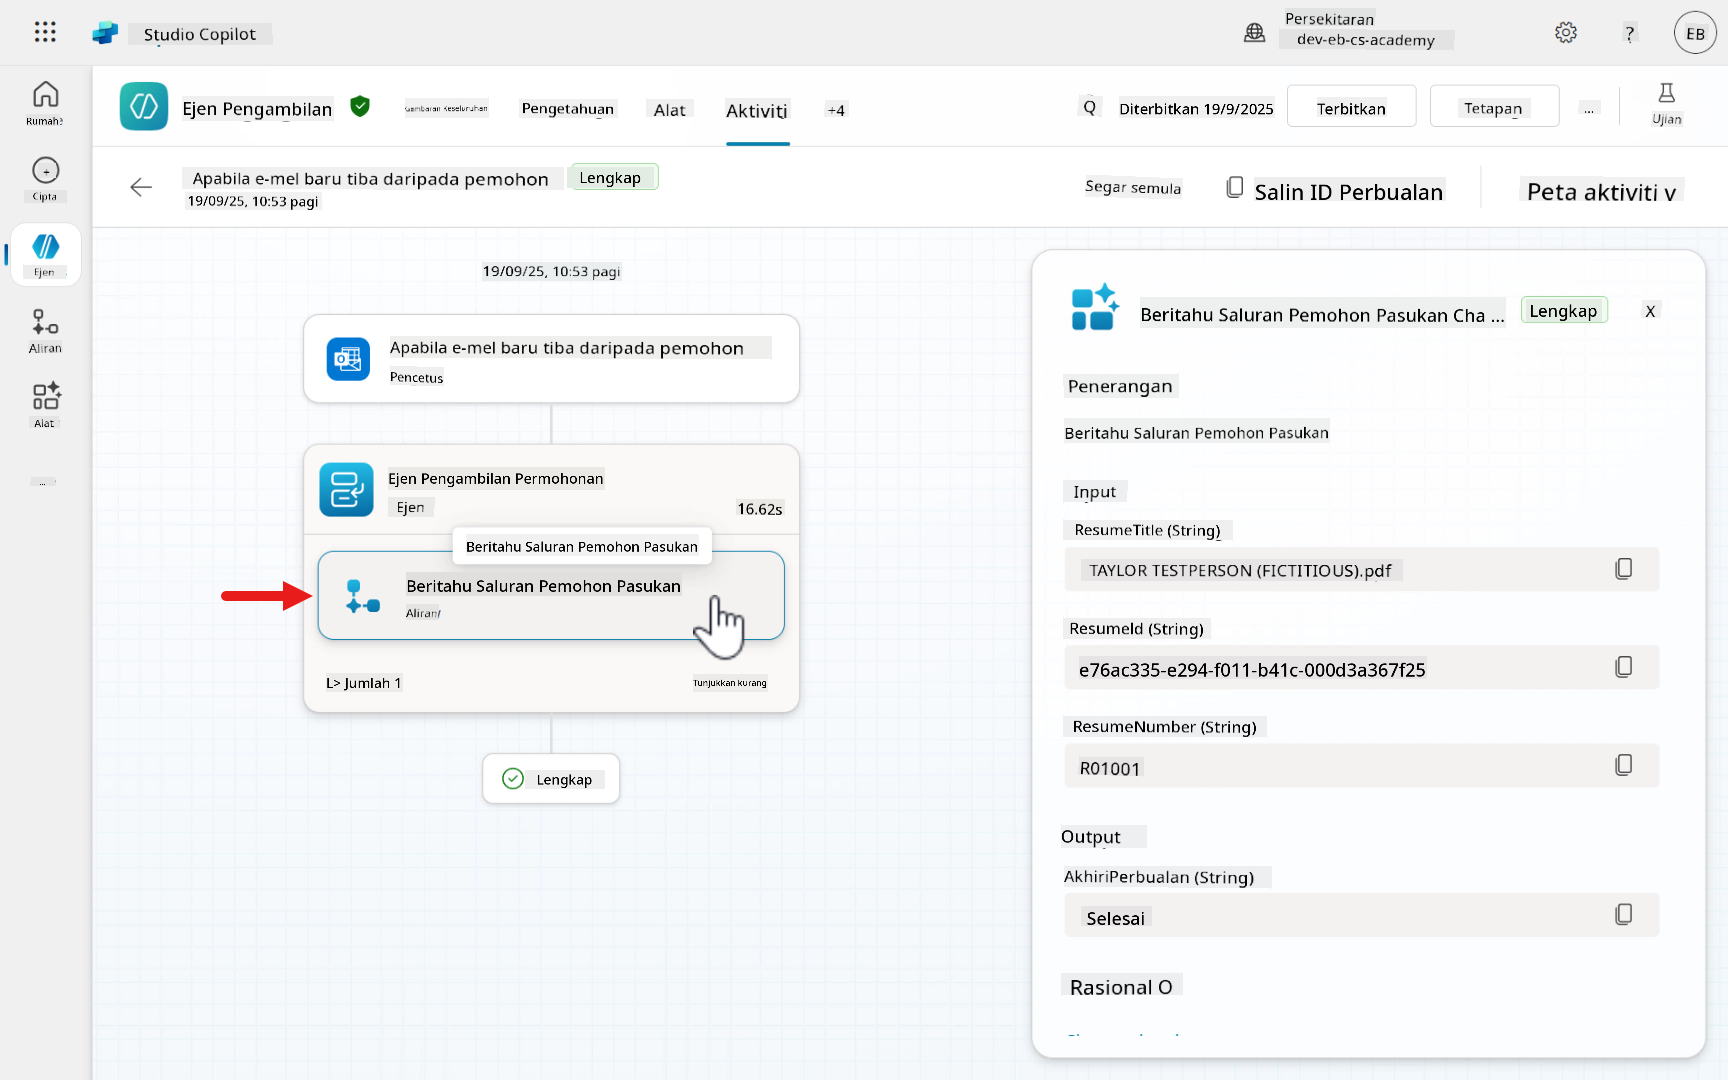 Studio Copilot
Persekitaran
dev-eb-cs-academy
?
EB
Rumah
Cipta
Ejen
Aliran
Alat
...
Ejen Pengambilan
Gambaran Keseluruhan
Pengetahuan
Alat
Aktiviti
+4
Q
Diterbitkan 19/9/2025
Terbitkan
Tetapan
...
Ujian
Apabila e-mel baru tiba daripada pemohon
Lengkap
19/09/25, 10:53 pagi
Segar semula
Salin ID Perbualan
Peta aktiviti v
19/09/25, 10:53 pagi
Apabila e-mel baru tiba daripada pemohon
Pencetus
Ejen Pengambilan Permohonan
Ejen
16.62s
Beritahu Saluran Pemohon Pasukan
Beritahu Saluran Pemohon Pasukan
Aliran
L> Jumlah 1
Tunjukkan kurang
Lengkap
Beritahu Saluran Pemohon Pasukan Cha ...
Lengkap
X
Penerangan
Beritahu Saluran Pemohon Pasukan
Input
ResumeTitle (String)
TAYLOR TESTPERSON (FICTITIOUS).pdf
ResumeId (String)
e76ac335-e294-f011-b41c-000d3a367f25
ResumeNumber (String)
R01001
Output
AkhiriPerbualan (String)
Selesai
Rasional O